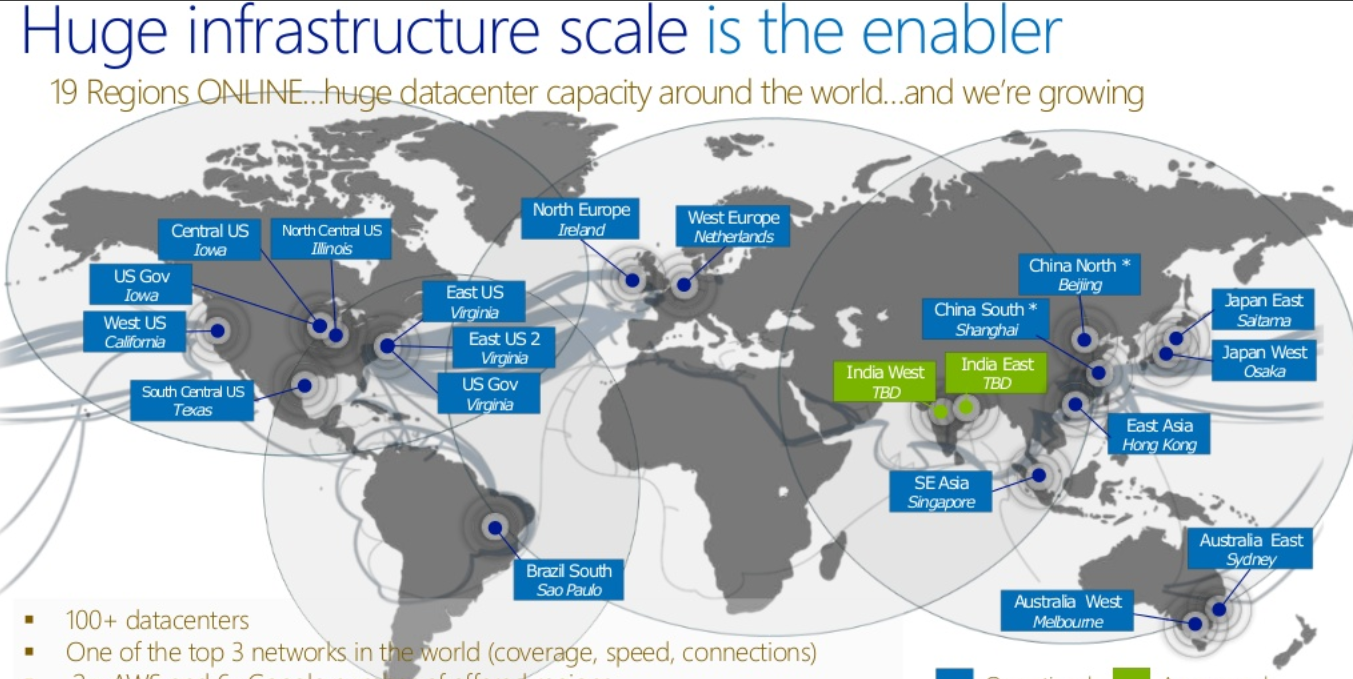 Huge infrastructure scale is the enabler
19 Regions ONLINE...huge datacenter capacity around the world...and we're growing
North Europe
Ireland
West Europe
Netherlands
Central US
Iowa
North Central US
Illinois
US Gov
Iowa
West US
California
South Central US
Texas
East US
Virginia
East US 2
Virginia
US Gov
Virginia
China North *
Beijing
China South *
Shanghai
Japan East
Saitama
Japan West
Osaka
India West
TBD
India East
TBD
East Asia
Hong Kong
SE Asia
Singapore
Australia East
Sydney
Australia West
Melbourne
Brazil South
Sao Paulo
▪ 100+ datacenters
▪ One of the top 3 networks in the world (coverage, speed, connections)